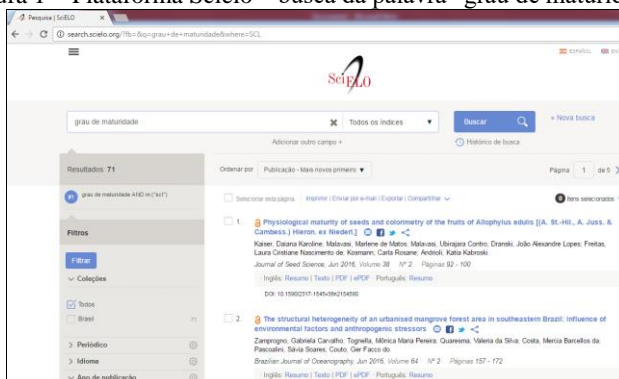 Plataforma Scielo – busca da palavra "grau de maturid
Pesquisa | SciELO
search.scielo.org/?fb=&q=grau+de+maturidade&where=SCL
ESPAÑOL
SciELO
grau de maturidade
Todos os índices
Buscar
+ Nova busca
Adicionar outro campo +
Histórico de busca
Resultados: 71
Ordenar por
Publicação - Mais novos primeiro
Página 1 de 5
#1 grau de maturidade AND in:("scl")
Selecionar esta página
Imprimir | Enviar por e-mail | Exportar | Compartilhar
0 itens selecionados
Filtros
Filtrar
Coleções
Todos
Brasil
71
Periódico
Idioma
Ano de publicação
1. Physiological maturity of seeds and colorimetry of the fruits of Allophylus edulis [(A. St.-Hil., A. Juss. &
Cambess.) Hieron. ex Niederl.]
Kaiser, Daiana Karoline; Malavasi, Marlene de Matos; Malavasi, Ubirajara Contro; Dranski, João Alexandre Lopes; Freitas,
Laura Cristiane Nascimento de; Kosmann, Carla Rosane; Andrioli, Katia Kabroski
Journal of Seed Science, Jun 2016, Volume 38 Nº 2 Páginas 92 - 100
Inglês: Resumo | Texto | PDF | ePDF · Português: Resumo
2. The structural heterogeneity of an urbanised mangrove forest area in southeastern Brazil: Influence of
environmental factors and anthropogenic stressors
Zamprogno, Gabriela Carvalho; Tognella, Mônica Maria Pereira; Quaresma, Valeria da Silva; Costa, Mercia Barcellos da;
Pascoalini, Sávia Soares; Couto, Ger Facco do
Brazilian Journal of Oceanography, Jun 2016, Volume 64 Nº 2 Páginas 157 - 172
Inglês: Resumo | Texto | PDF | ePDF · Português: Resumo